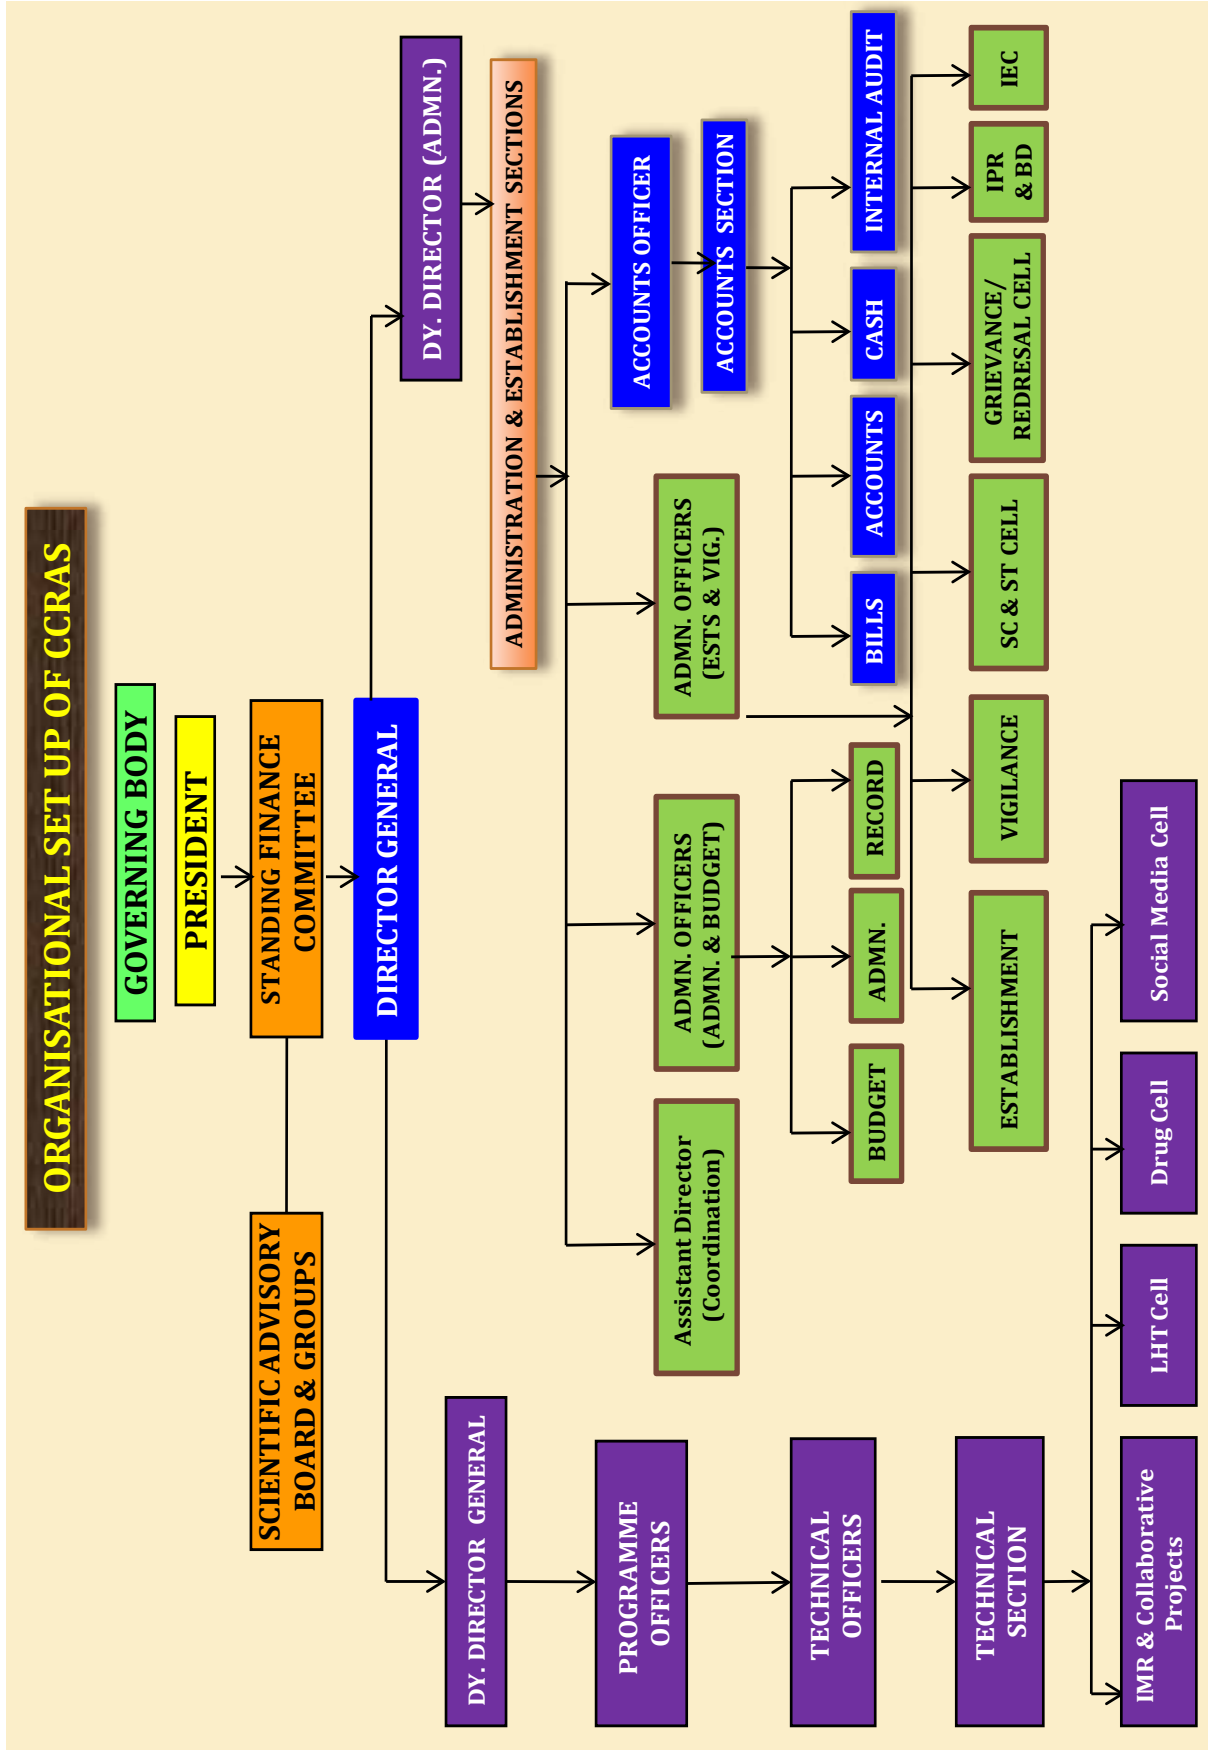 ORGANISATIONAL SET UP OF CCRAS
GOVERNING BODY
PRESIDENT
SCIENTIFIC ADVISORY
BOARD & GROUPS
STANDING FINANCE
COMMITTEE
DIRECTOR GENERAL
DY. DIRECTOR GENERAL
DY. DIRECTOR (ADMN.)
ADMINISTRATION & ESTABLISHMENT SECTIONS
PROGRAMME
OFFICERS
Assistant Director
(Coordination)
ADMN. OFFICERS
(ADMN. & BUDGET)
ADMN. OFFICERS
(ESTS & VIG.)
ACCOUNTS OFFICER
ACCOUNTS SECTION
TECHNICAL
OFFICERS
BUDGET
ADMN.
RECORD
BILLS
ACCOUNTS
CASH
INTERNAL AUDIT
TECHNICAL
SECTION
ESTABLISHMENT
VIGILANCE
SC & ST CELL
GRIEVANCE/
REDRESAL CELL
IPR
& BD
IEC
IMR & Collaborative
Projects
LHT Cell
Drug Cell
Social Media Cell